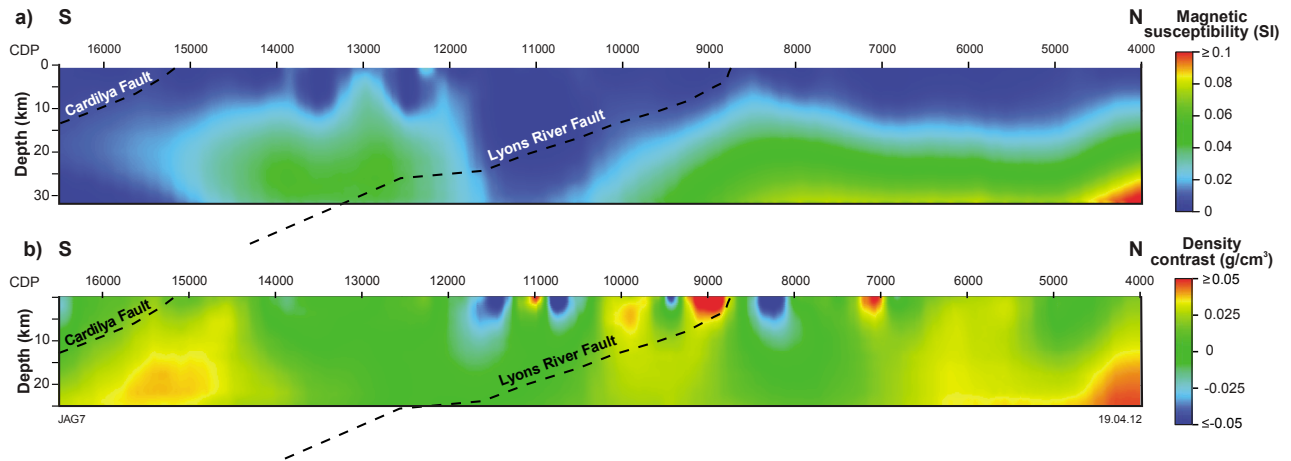 a) S N Magnetic
susceptibility (SI)
CDP 16000 15000 14000 13000 12000 11000 10000 9000 8000 7000 6000 5000 4000
Depth (km)
0
10
20
30
Cardilya Fault
Lyons River Fault
≥0.1
0.08
0.06
0.04
0.02
0
b) S N Density
contrast (g/cm³)
CDP 16000 15000 14000 13000 12000 11000 10000 9000 8000 7000 6000 5000 4000
Depth (km)
10
20
Cardilya Fault
Lyons River Fault
≥0.05
0.025
0
-0.025
≤-0.05
JAG7 19.04.12